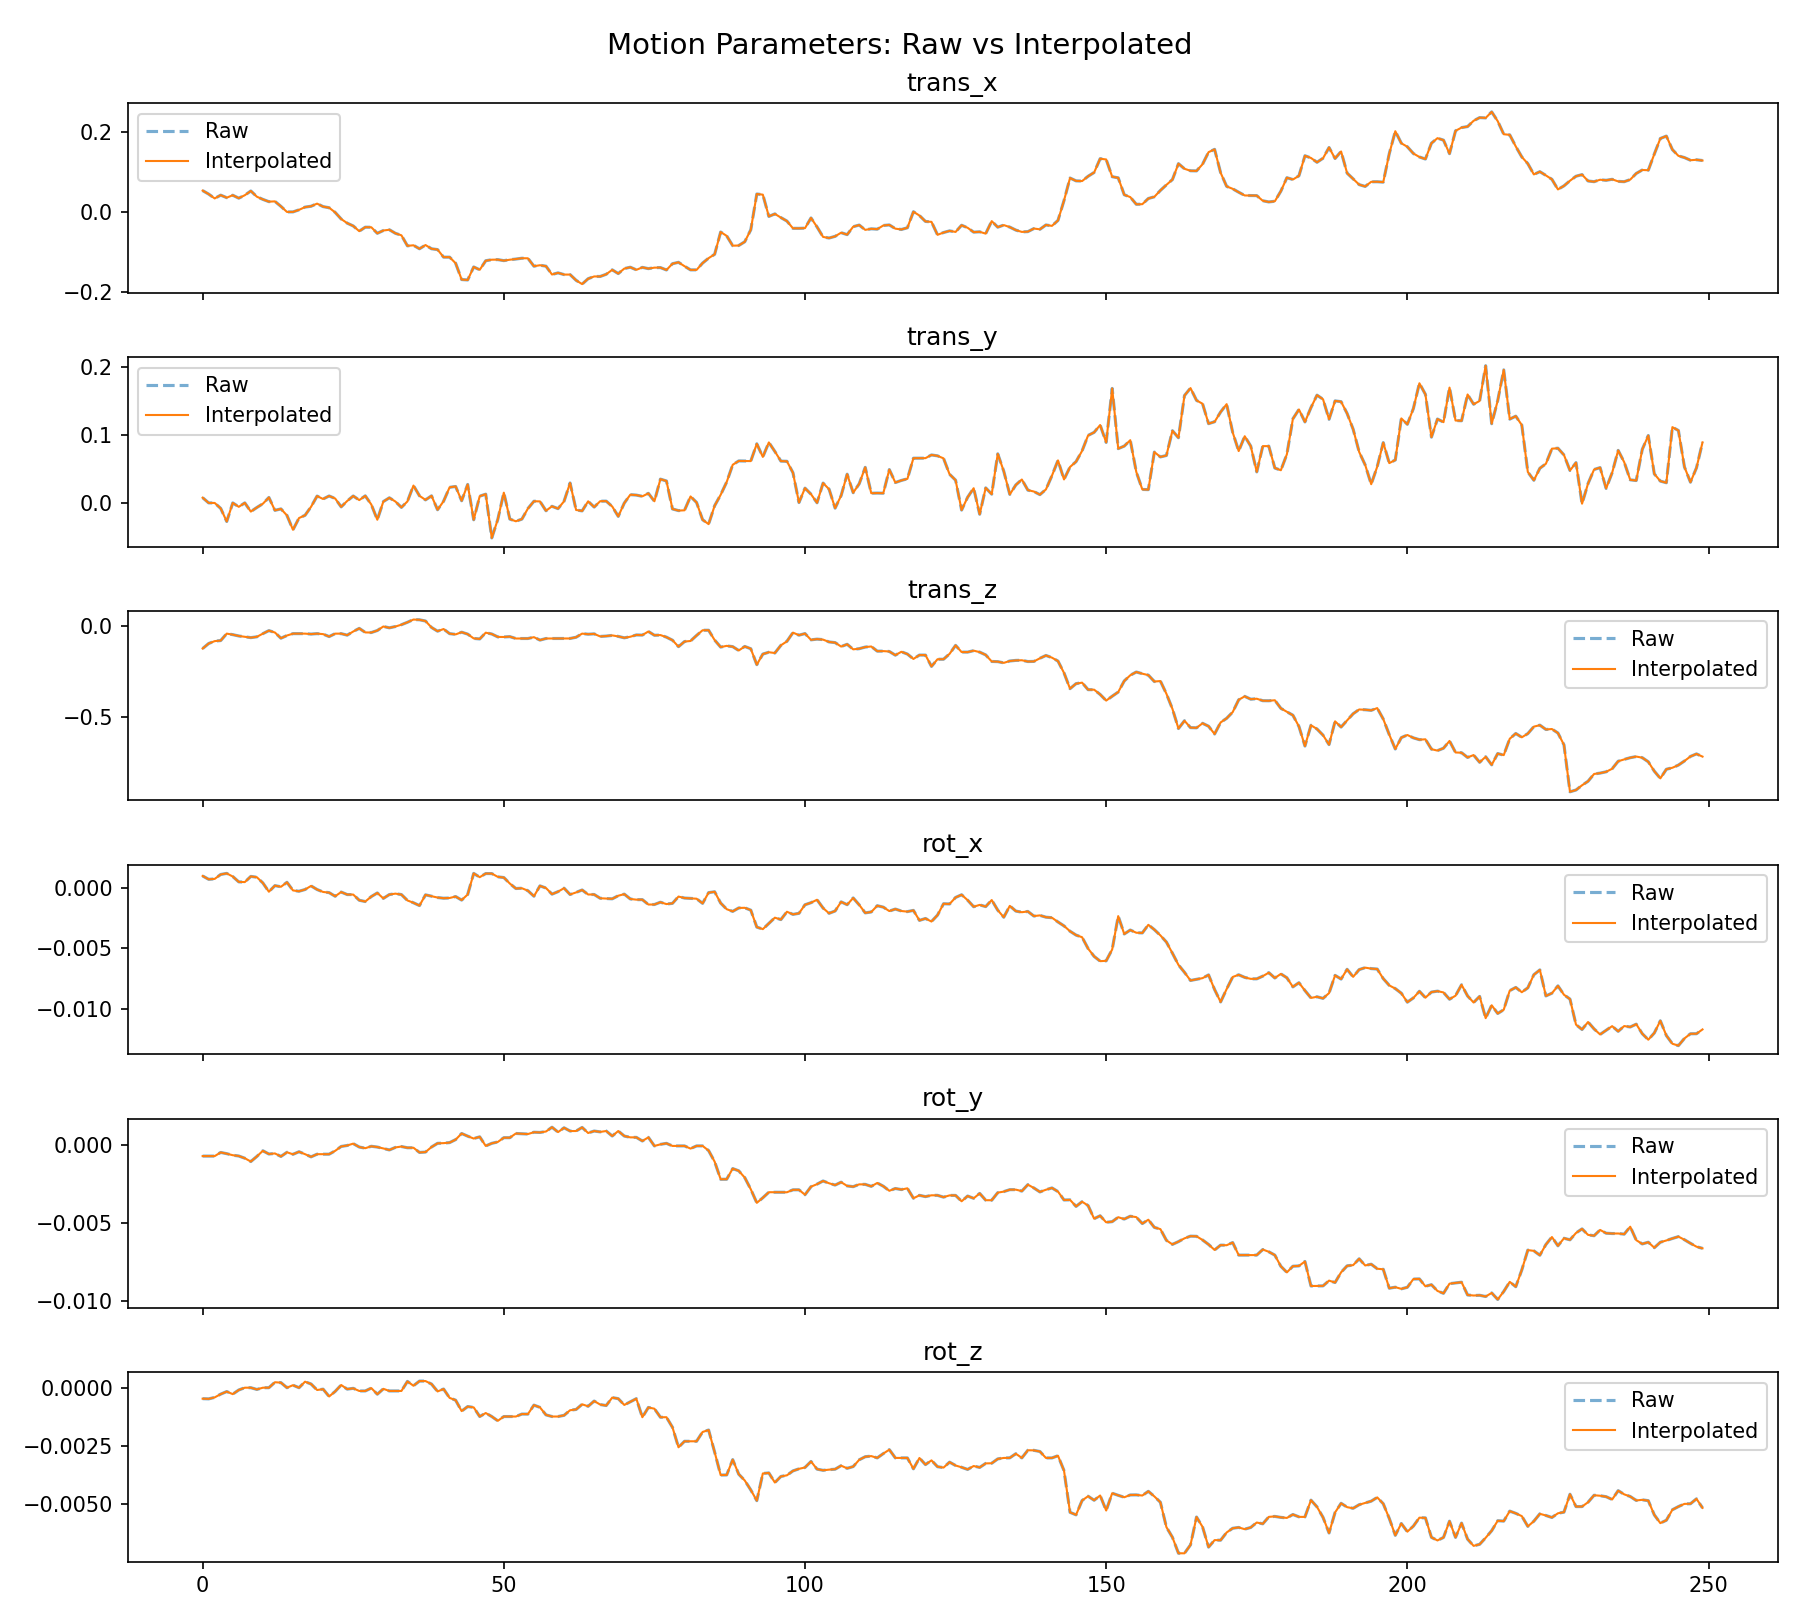 Motion Parameters: Raw vs Interpolated
trans_x
Raw
Interpolated
0.2
0.0
−0.2
trans_y
Raw
Interpolated
0.2
0.1
0.0
trans_z
Raw
Interpolated
0.0
−0.5
rot_x
Raw
Interpolated
0.000
−0.005
−0.010
rot_y
Raw
Interpolated
0.000
−0.005
−0.010
rot_z
Raw
Interpolated
0.0000
−0.0025
−0.0050
0 50 100 150 200 250